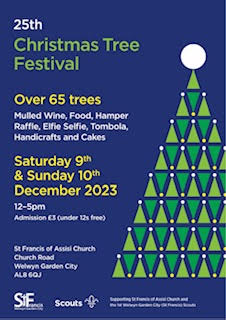 25th
Christmas Tree
Festival
Over 65 trees
Mulled Wine, Food, Hamper
Raffle, Elfie Selfie, Tombola,
Handicrafts and Cakes
Saturday 9th
& Sunday 10th
December 2023
12–5pm
Admission £3 (under 12s free)
St Francis of Assisi Church
Church Road
Welwyn Garden City
AL8 6QJ
StFrancis
Scouts
Supporting St Francis of Assisi Church and
the 1st Welwyn Garden City (St Francis) Scouts